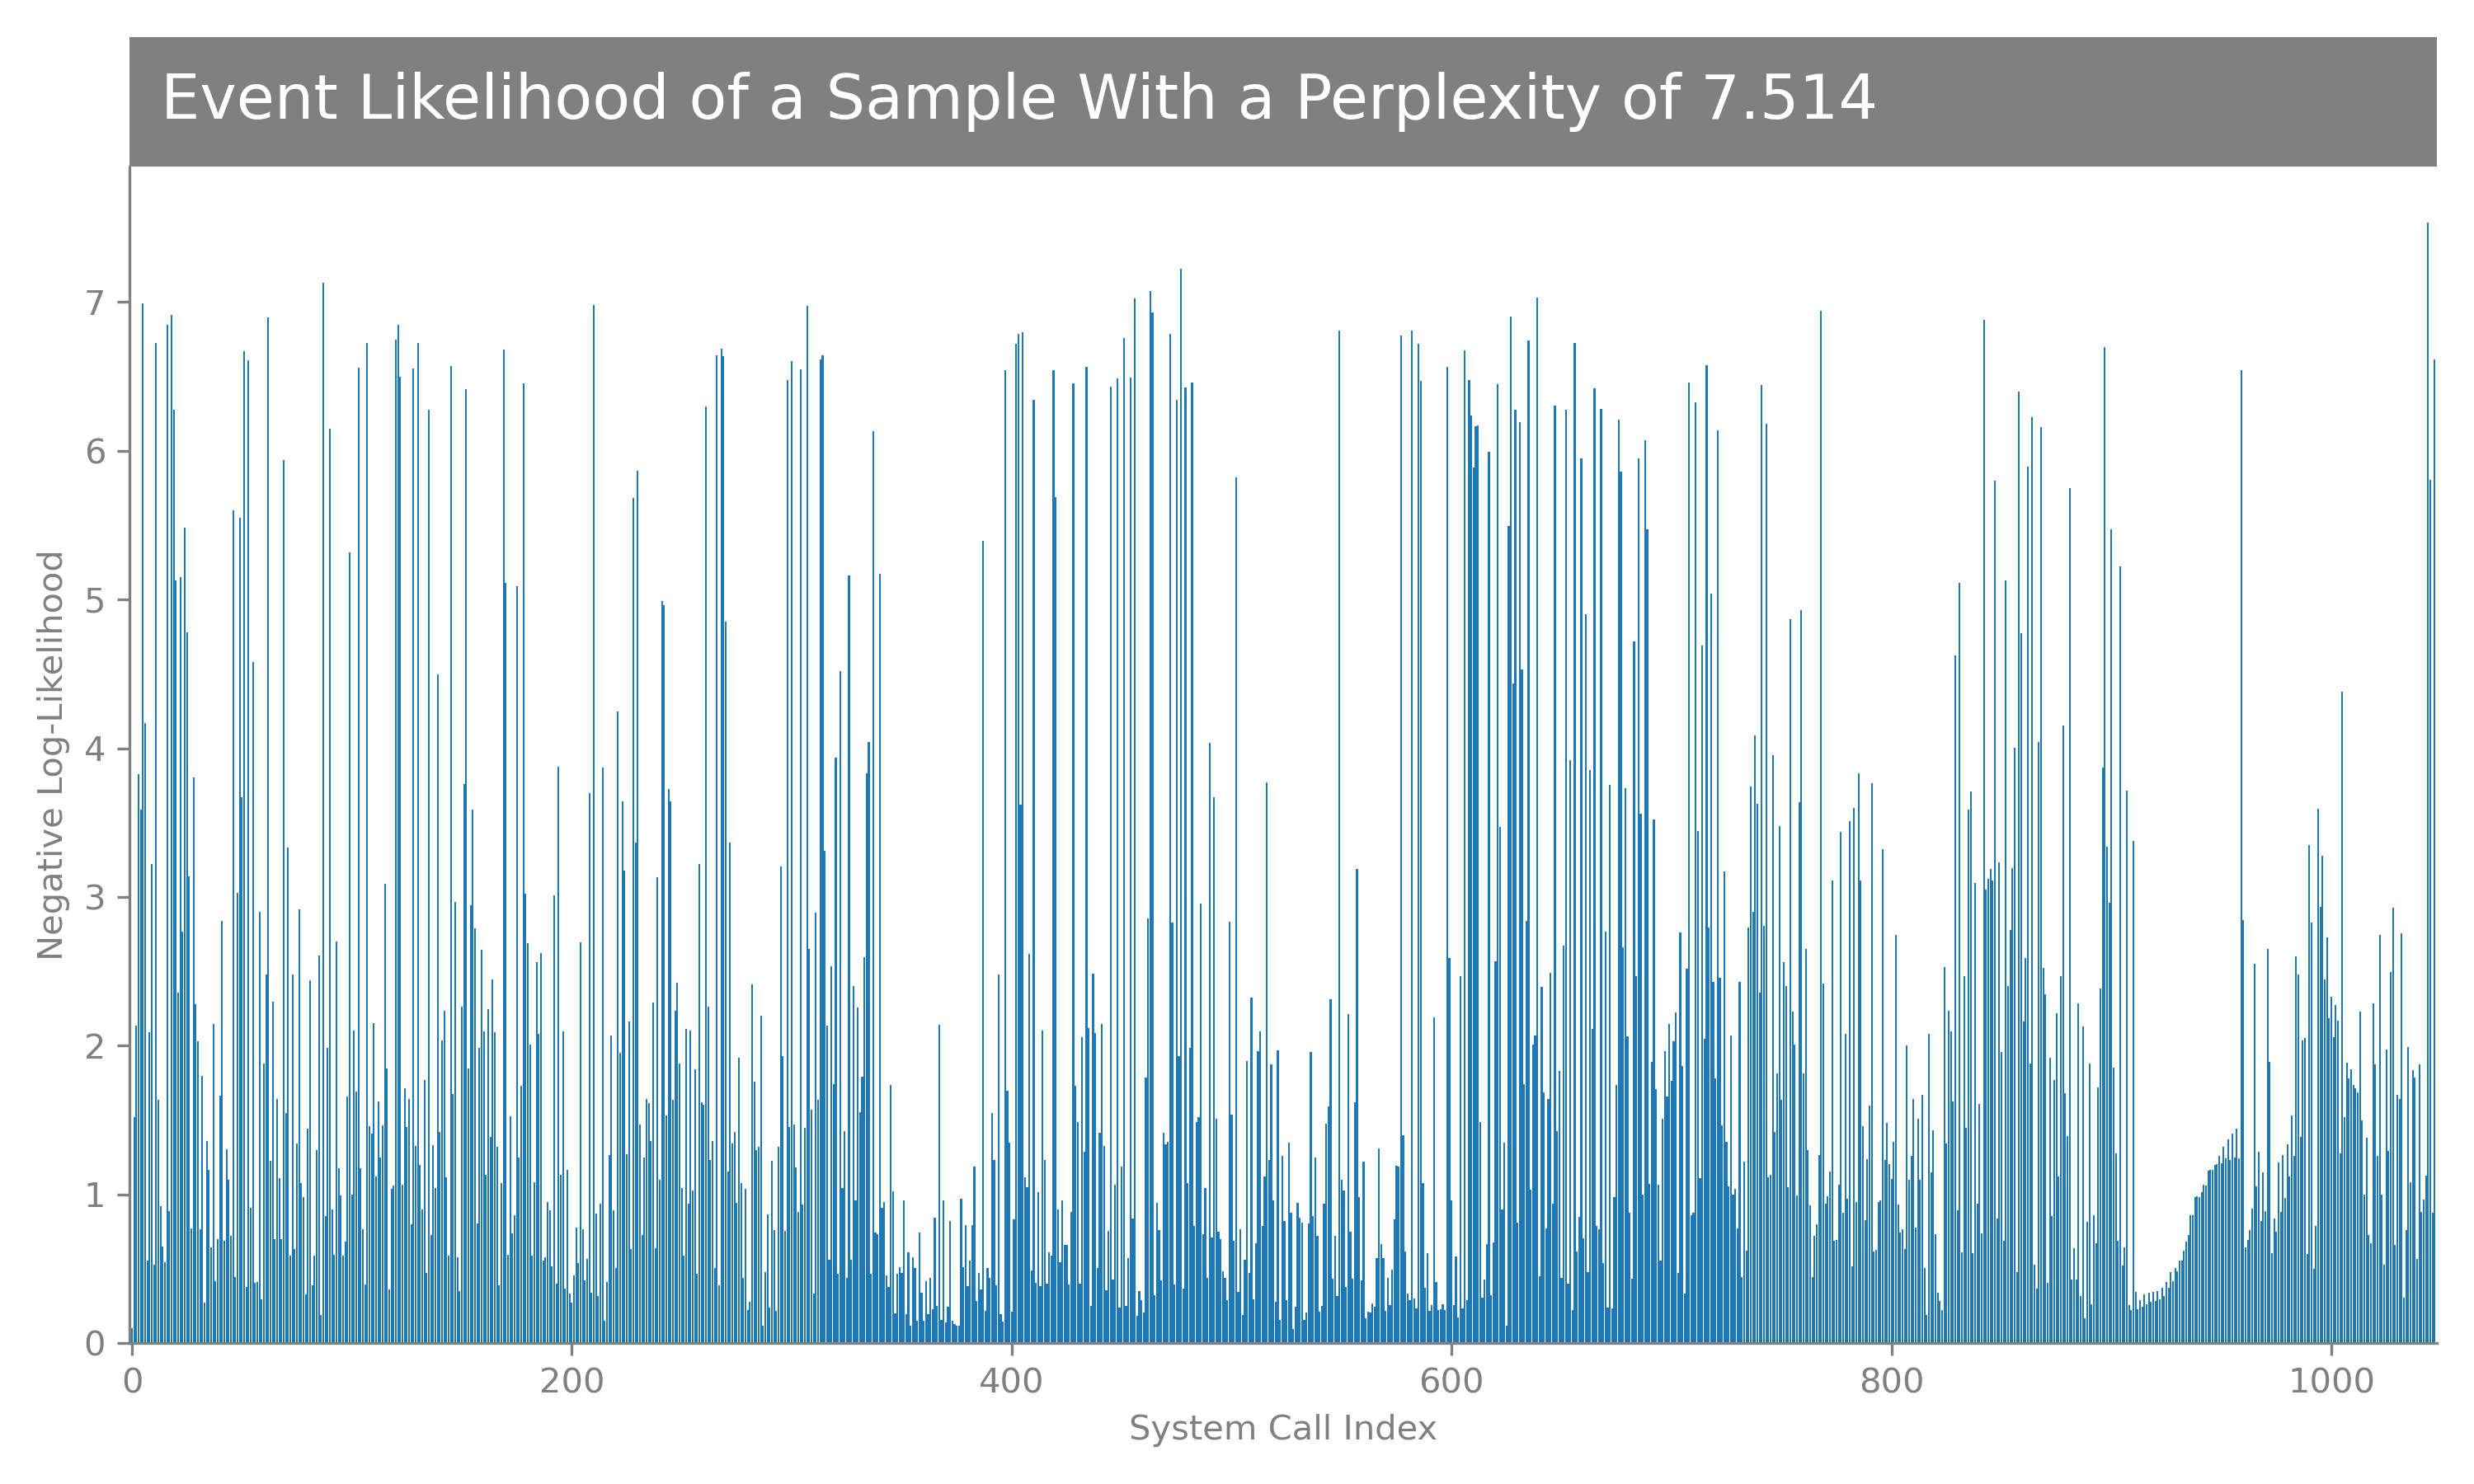 Event Likelihood of a Sample With a Perplexity of 7.514
Negative Log-Likelihood
7
6
5
4
3
2
1
0
0 200 400 600 800 1000
System Call Index